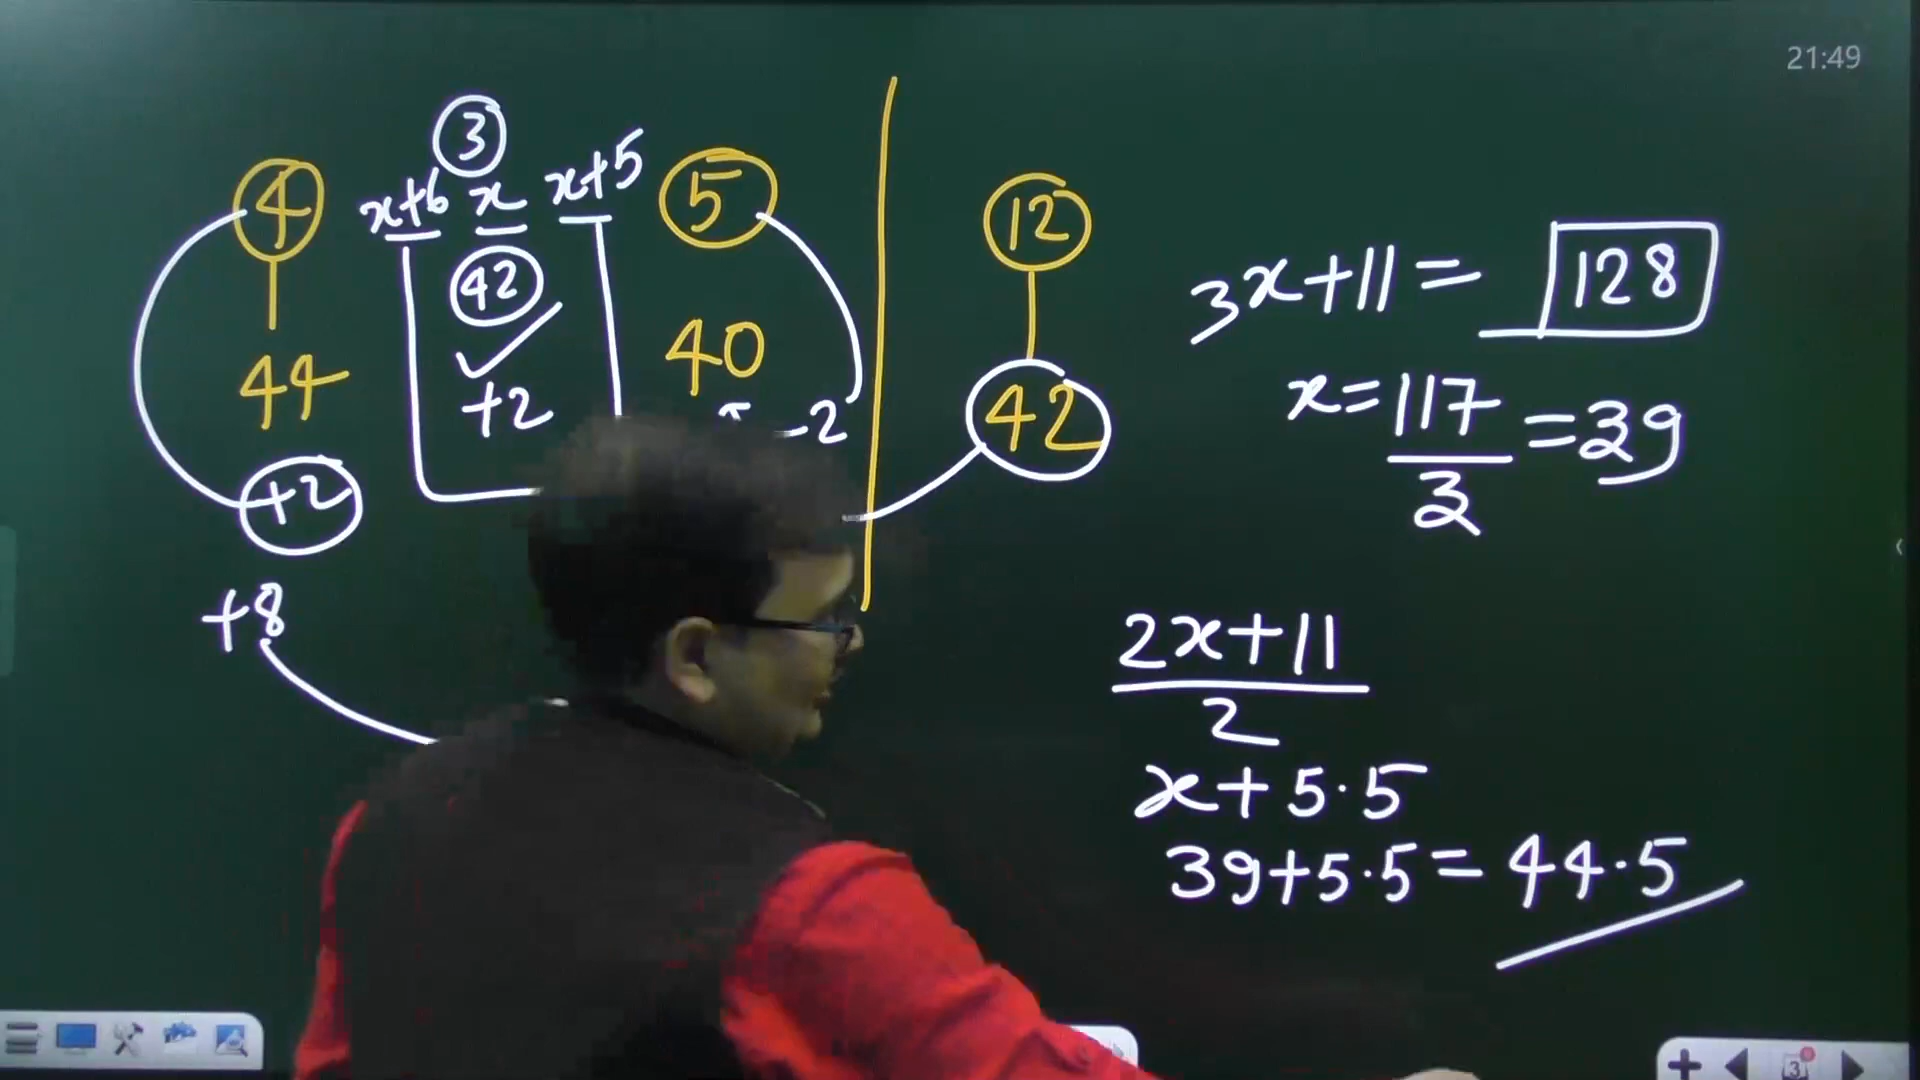 21:49
3
x+6 x x+5
4 5 12
42
44 40 42
+2 -2
+2
+8
3x+11= 128
x=117/3=39
2x+11
2
x+5.5
39+5.5=44.5